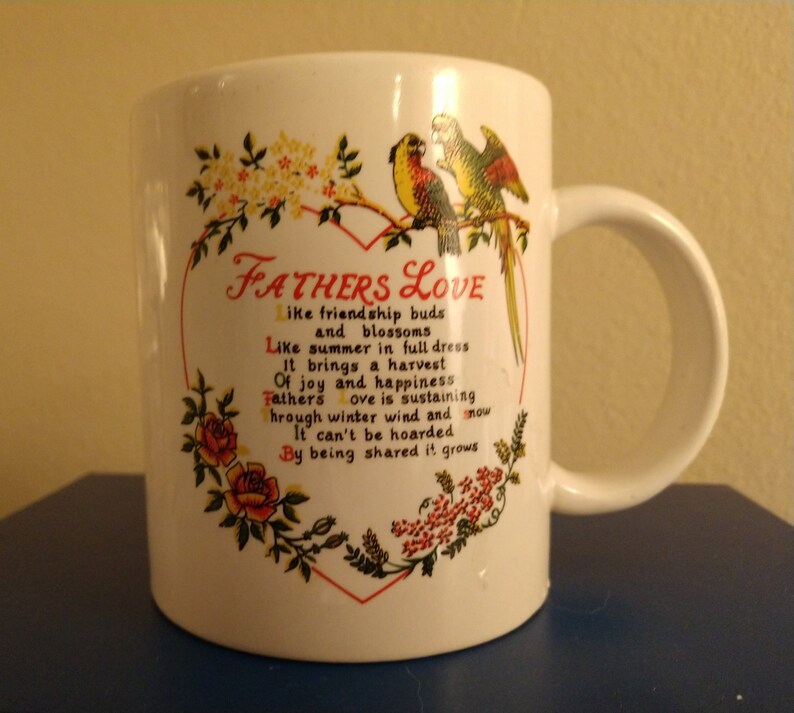 FATHERS LOVE
Like friendship buds
and blossoms
Like summer in full dress
It brings a harvest
Of joy and happiness
Fathers Love is sustaining
Through winter wind and snow
It can't be hoarded
By being shared it grows